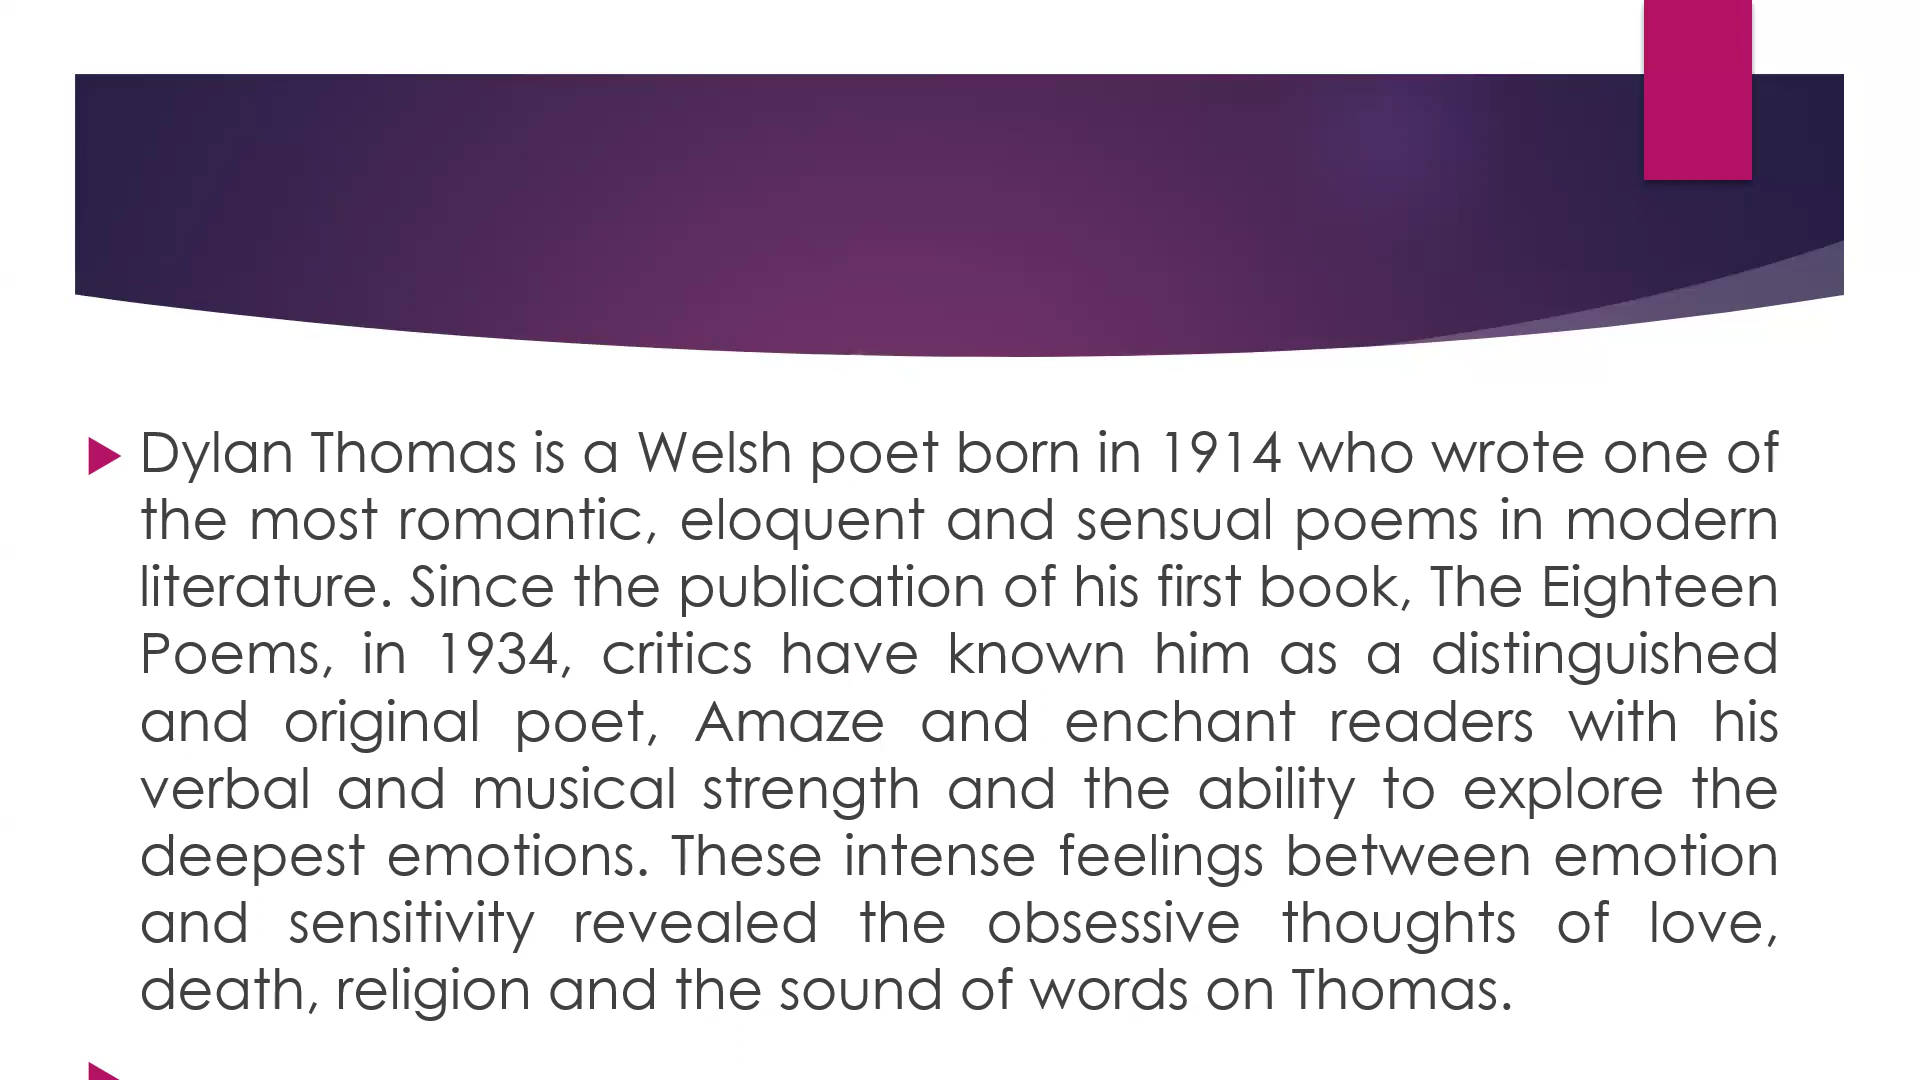 Dylan Thomas is a Welsh poet born in 1914 who wrote one of
the most romantic, eloquent and sensual poems in modern
literature. Since the publication of his first book, The Eighteen
Poems, in 1934, critics have known him as a distinguished
and original poet, Amaze and enchant readers with his
verbal and musical strength and the ability to explore the
deepest emotions. These intense feelings between emotion
and sensitivity revealed the obsessive thoughts of love,
death, religion and the sound of words on Thomas.